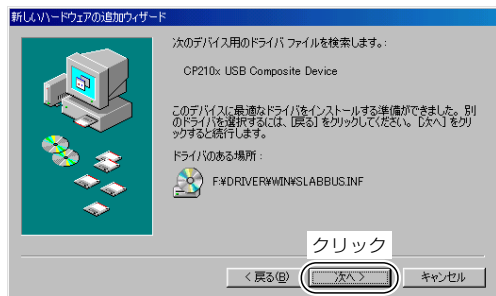 新しいハードウェアの追加ウィザード
次のデバイス用のドライバ ファイルを検索します。:
CP210x USB Composite Device
このデバイスに最適なドライバをインストールする準備ができました。別
のドライバを選択するには、[戻る] をクリックしてください。[次へ] をクリ
ックすると続行します。
ドライバのある場所:
F:¥DRIVER¥WIN¥SLABBUS.INF
クリック
< 戻る(B)
次へ >
キャンセル